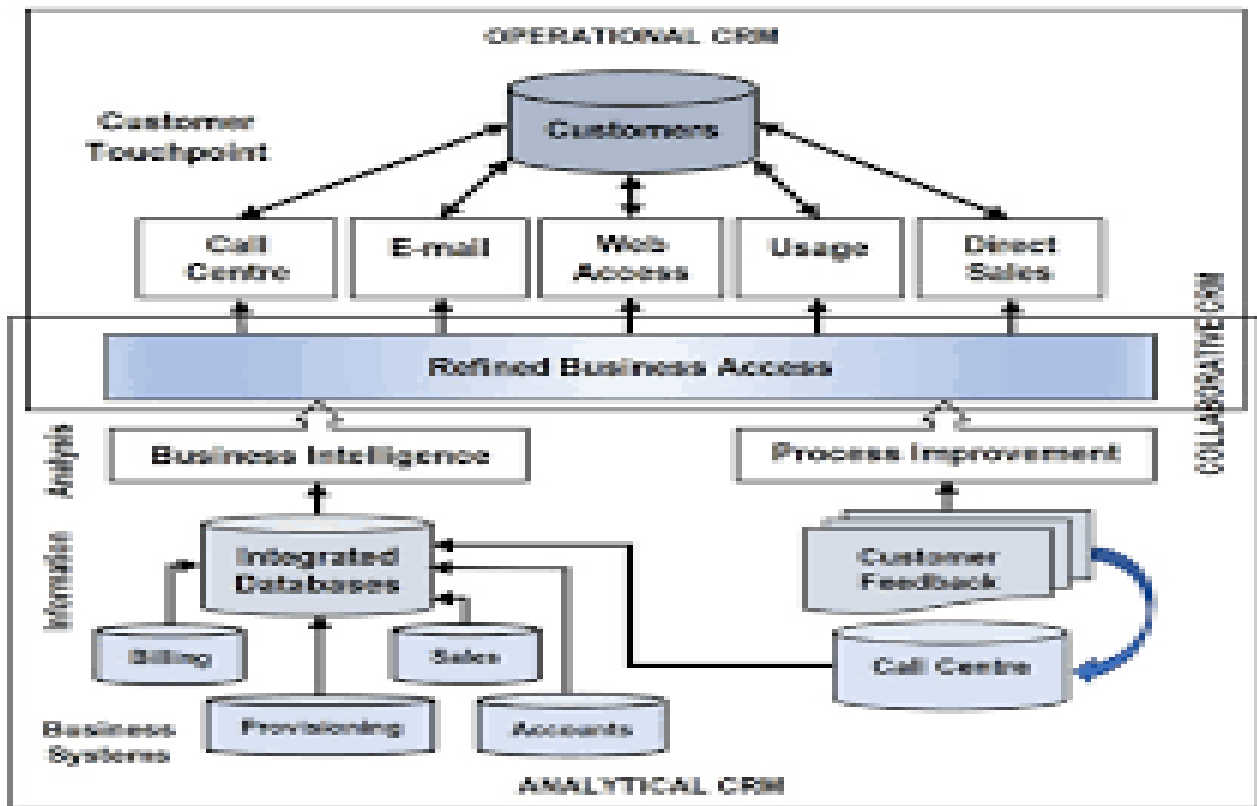 OPERATIONAL CRM
Customer
Touchpoint
Customers
Call
Centre
E-mail
Web
Access
Usage
Direct
Sales
COLLABORATIVE CRM
Refined Business Access
Analysis
Business Intelligence
Process Improvement
Information
Integrated
Databases
Customer
Feedback
Billing
Sales
Call Centre
Provisioning
Accounts
Business
Systems
ANALYTICAL CRM